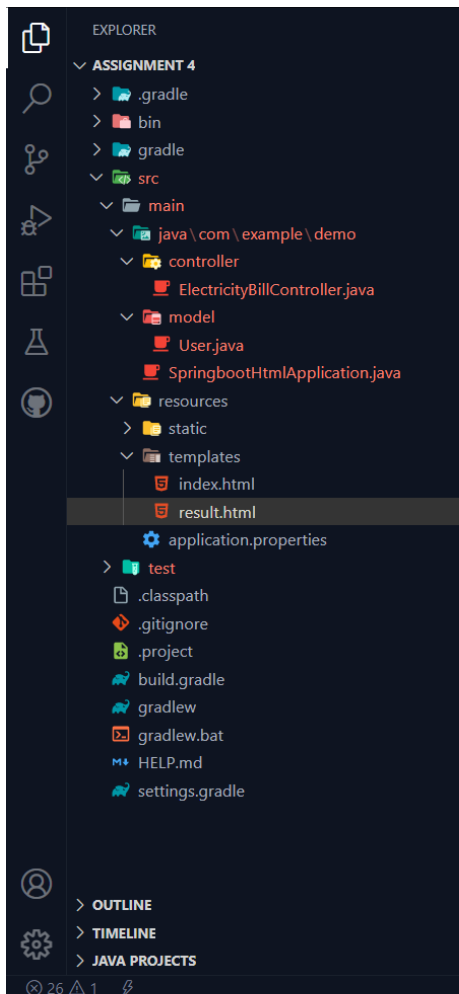 EXPLORER
ASSIGNMENT 4
.gradle
bin
gradle
src
main
java\com\example\demo
controller
ElectricityBillController.java
model
User.java
SpringbootHtmlApplication.java
resources
static
templates
index.html
result.html
application.properties
test
.classpath
.gitignore
.project
build.gradle
gradlew
gradlew.bat
HELP.md
settings.gradle
OUTLINE
TIMELINE
JAVA PROJECTS
26 1